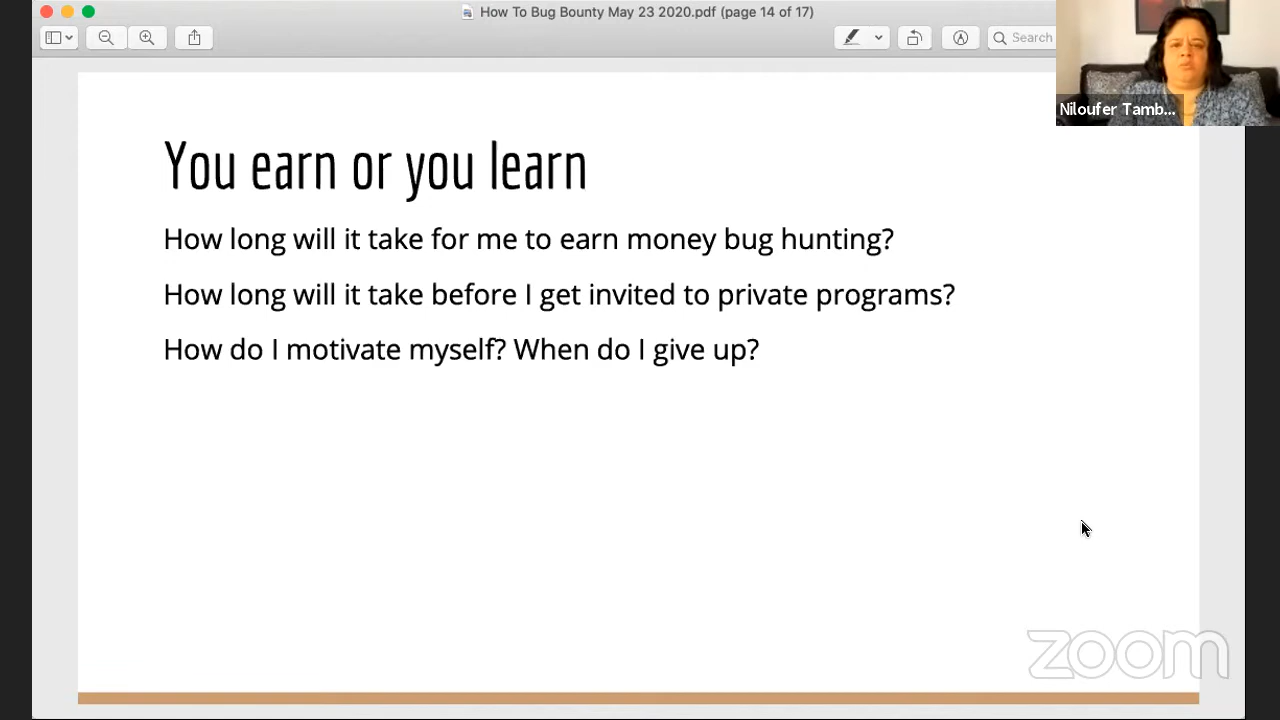 How To Bug Bounty May 23 2020.pdf (page 14 of 17)
Search
Niloufer Tamb...
You earn or you learn
How long will it take for me to earn money bug hunting?
How long will it take before I get invited to private programs?
How do I motivate myself? When do I give up?
zoom